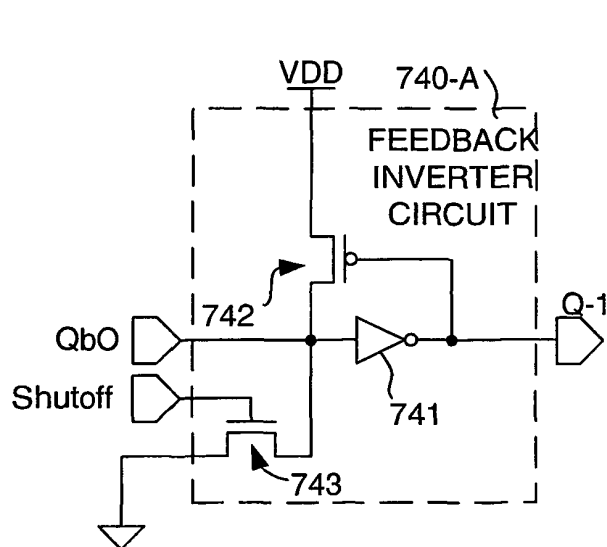 VDD
740-A
FEEDBACK
INVERTER
CIRCUIT
742
Q-1
QbO
Shutoff
741
743